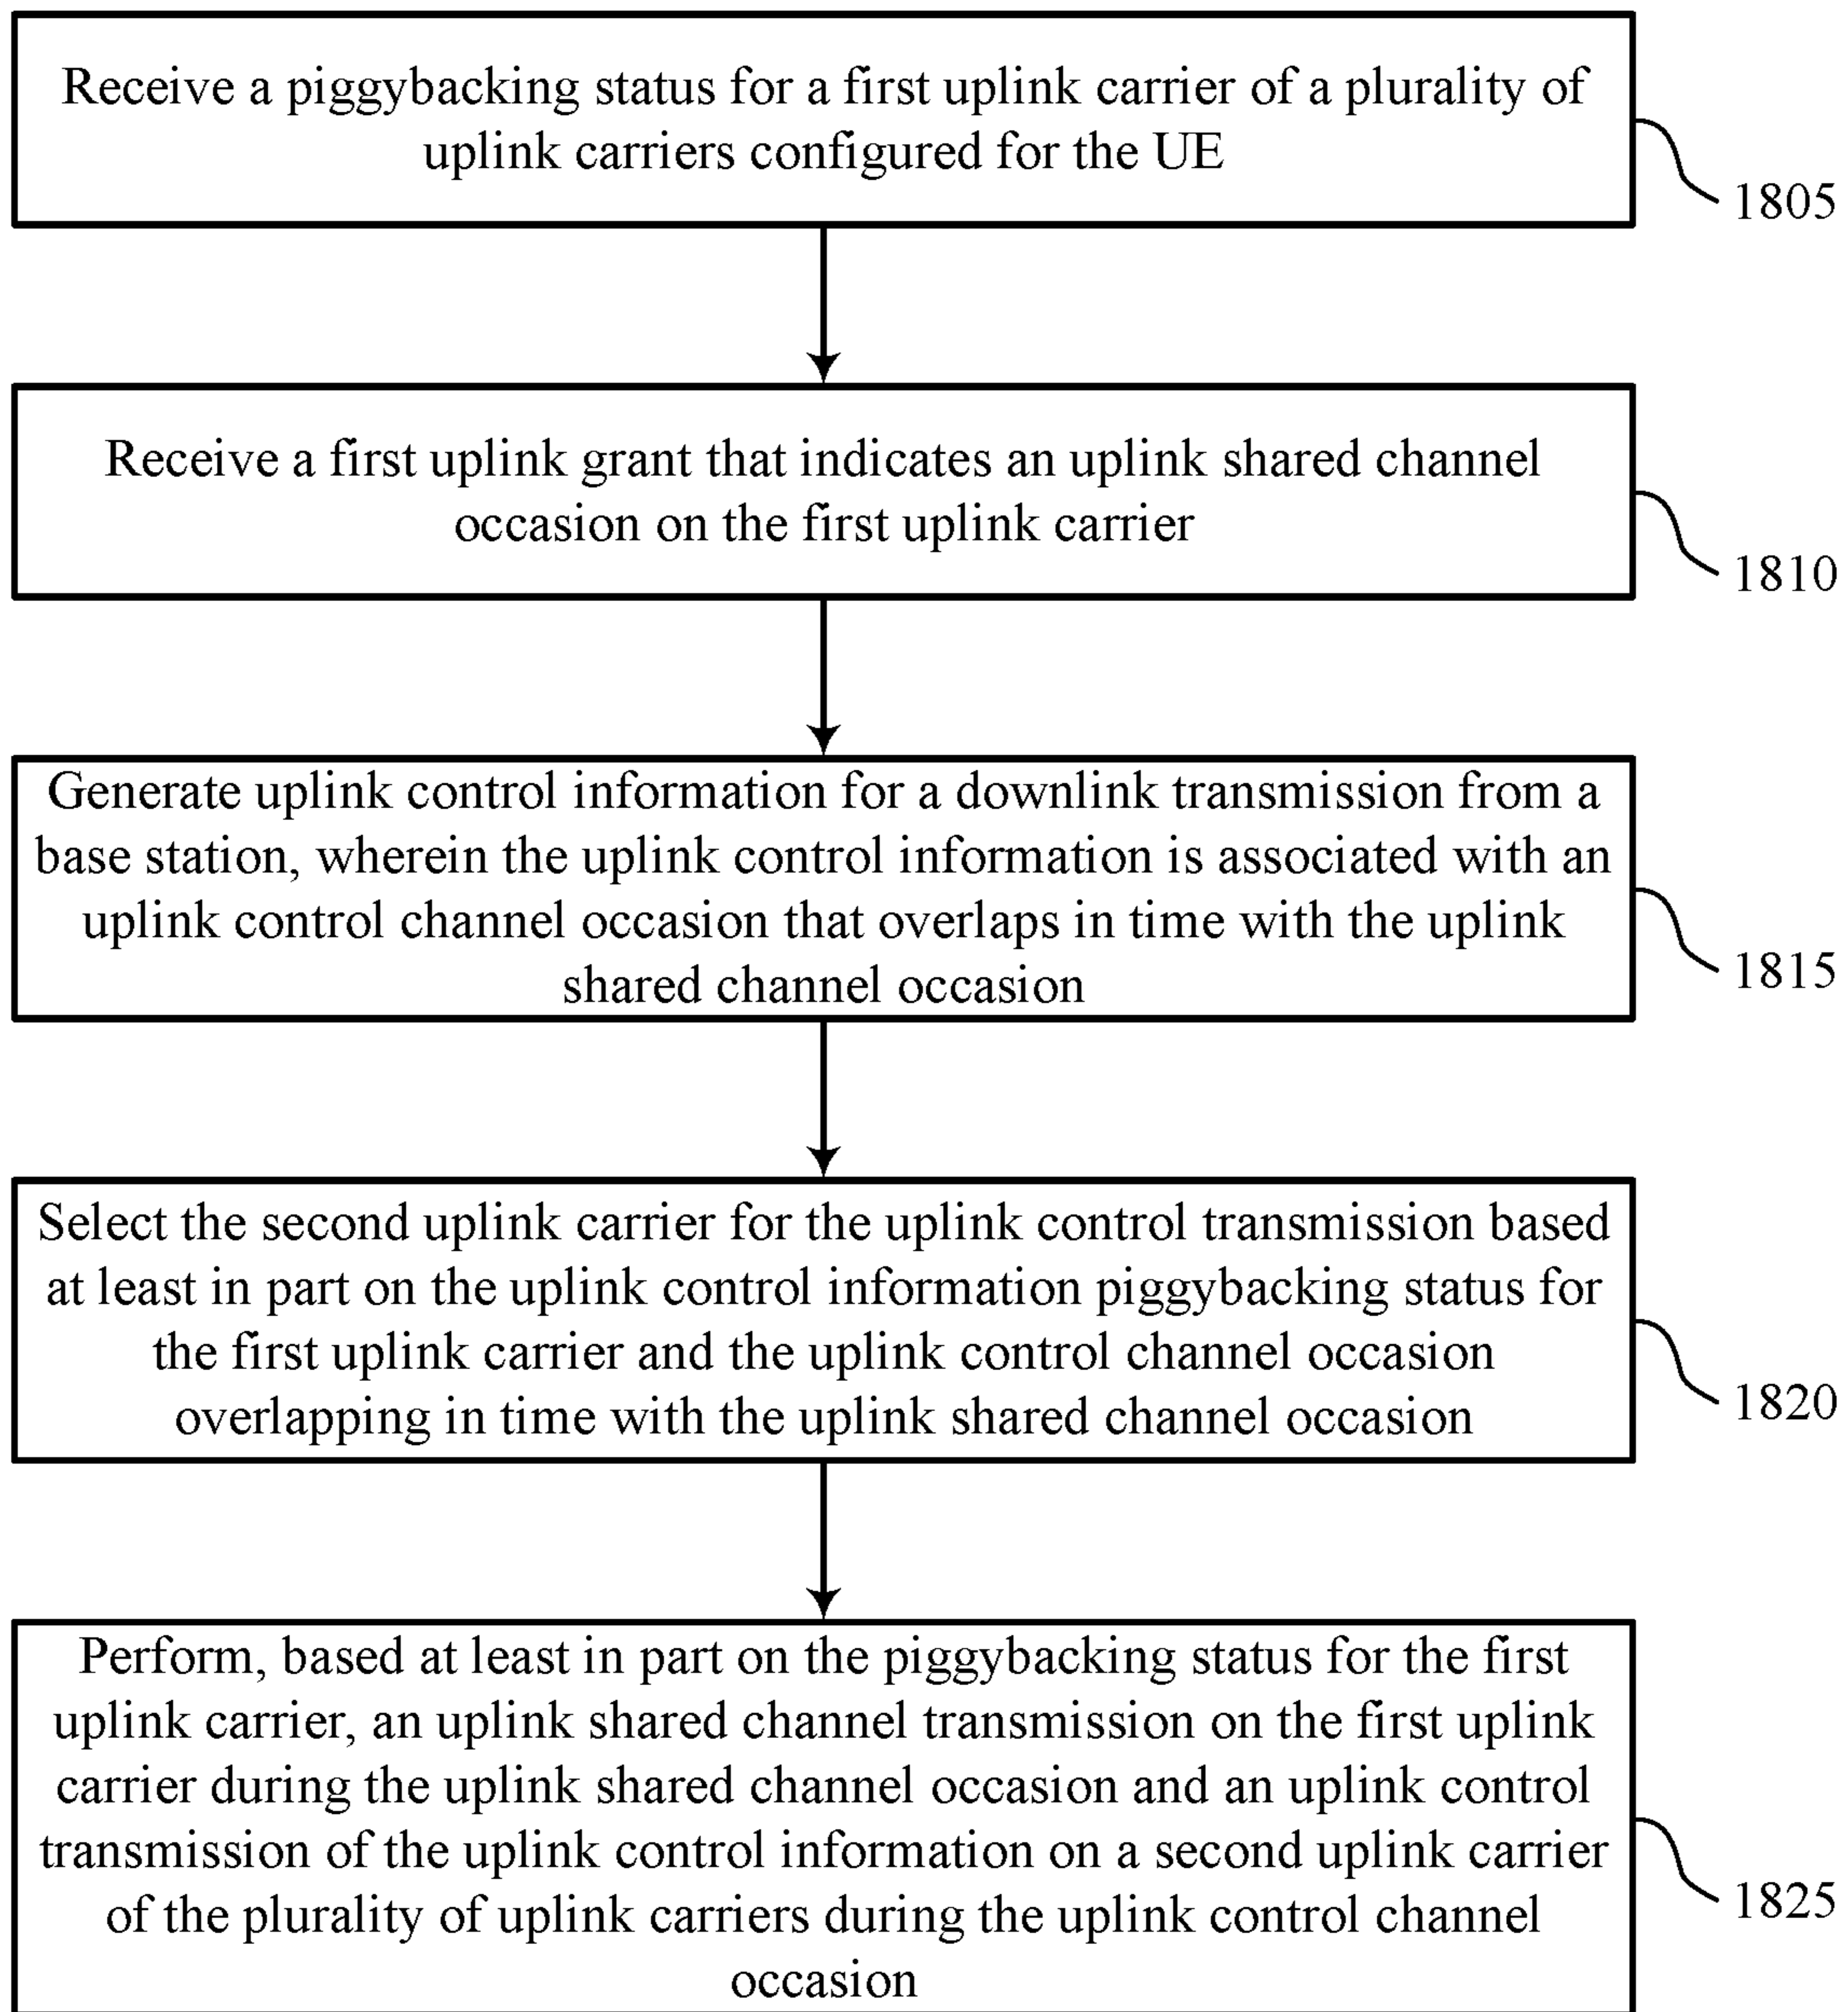 Receive a piggybacking status for a first uplink carrier of a plurality of
uplink carriers configured for the UE
1805
Receive a first uplink grant that indicates an uplink shared channel
occasion on the first uplink carrier
1810
Generate uplink control information for a downlink transmission from a
base station, wherein the uplink control information is associated with an
uplink control channel occasion that overlaps in time with the uplink
shared channel occasion
1815
Select the second uplink carrier for the uplink control transmission based
at least in part on the uplink control information piggybacking status for
the first uplink carrier and the uplink control channel occasion
overlapping in time with the uplink shared channel occasion
1820
Perform, based at least in part on the piggybacking status for the first
uplink carrier, an uplink shared channel transmission on the first uplink
carrier during the uplink shared channel occasion and an uplink control
transmission of the uplink control information on a second uplink carrier
of the plurality of uplink carriers during the uplink control channel
occasion
1825